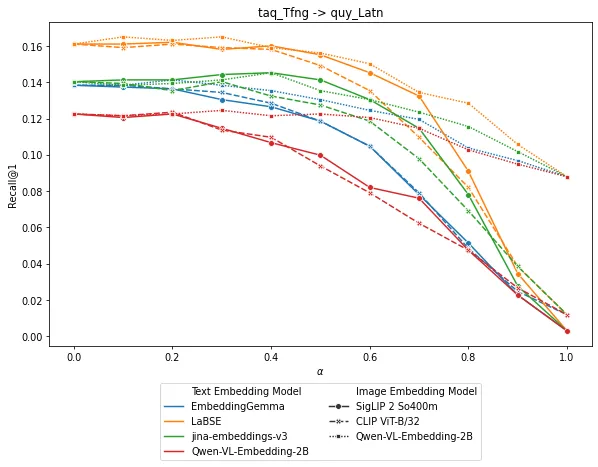 taq_Tfng -> quy_Latn
0.16
0.14
0.12
0.10
0.08
0.06
0.04
0.02
0.00
Recall@1
0.0 0.2 0.4 0.6 0.8 1.0
α
Text Embedding Model Image Embedding Model
EmbeddingGemma SigLIP 2 So400m
LaBSE CLIP ViT-B/32
jina-embeddings-v3 Qwen-VL-Embedding-2B
Qwen-VL-Embedding-2B